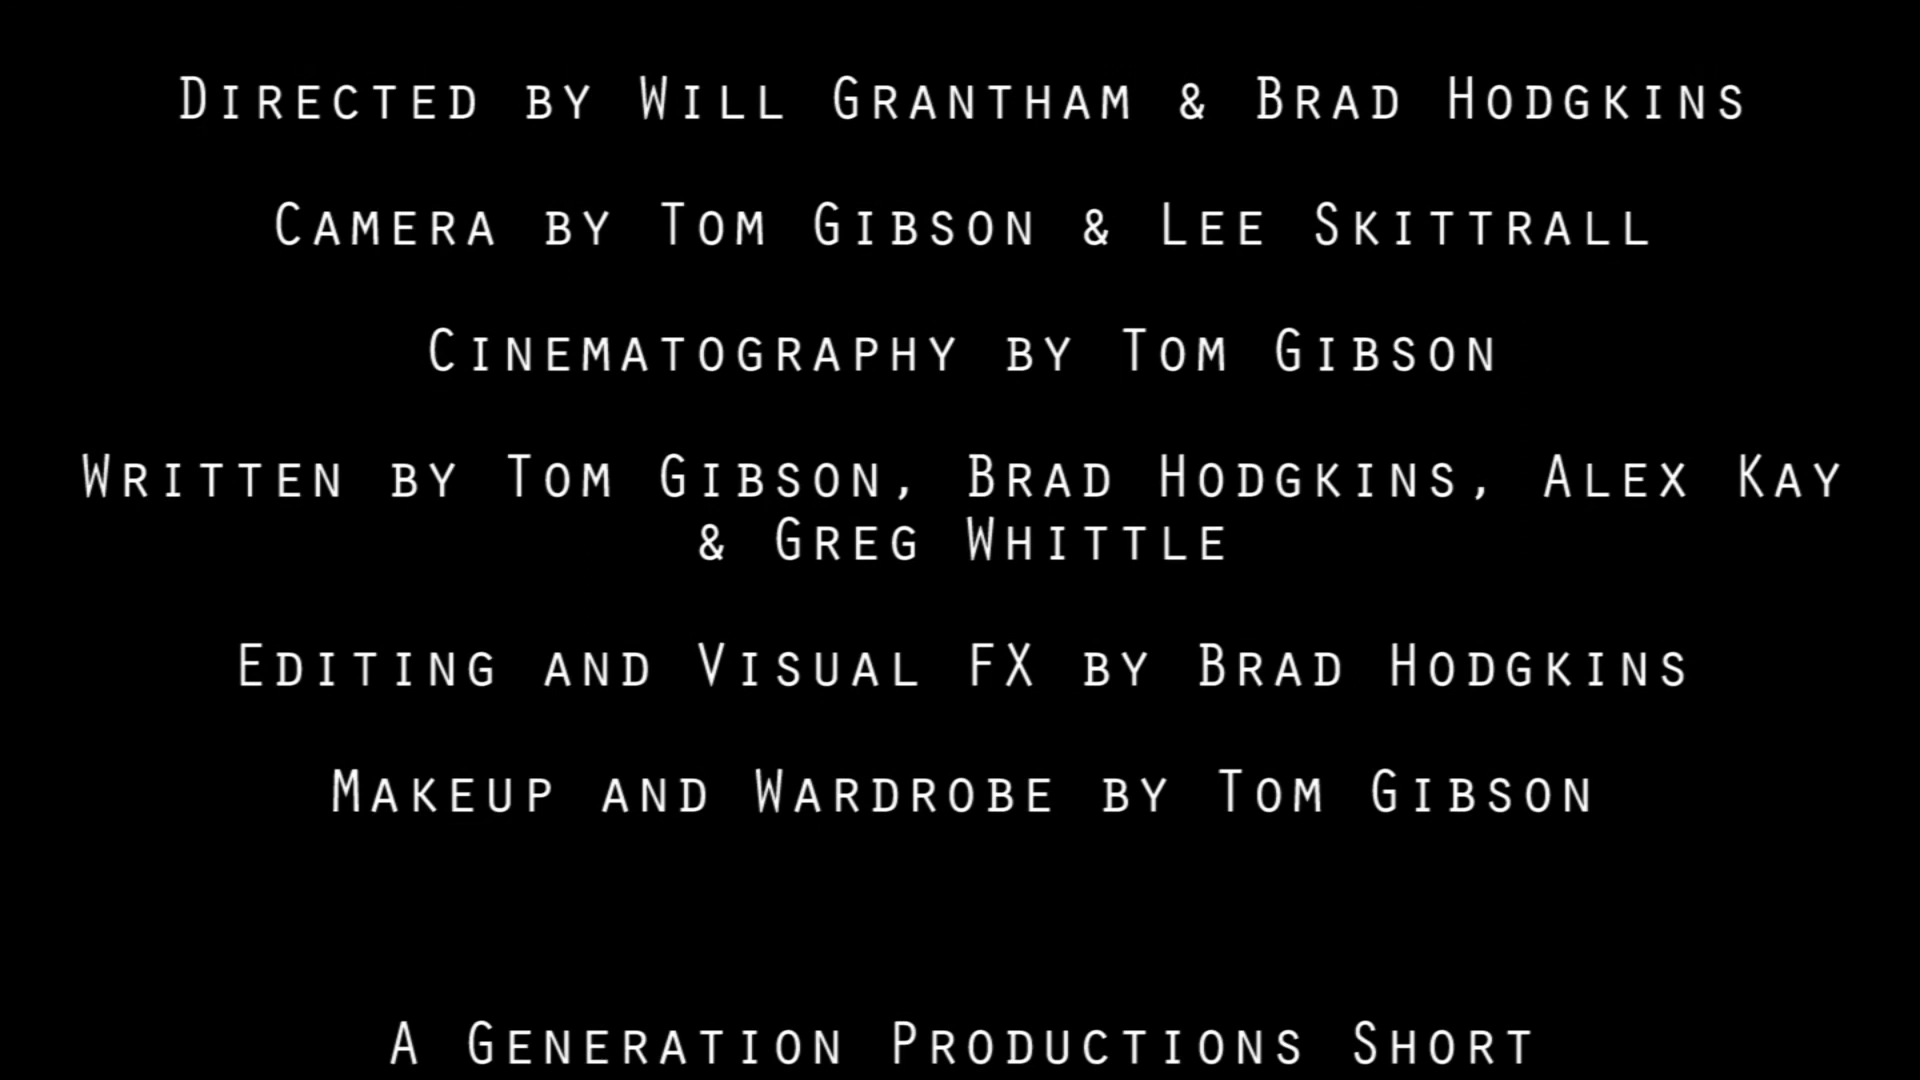 Directed by Will Grantham & Brad Hodgkins
Camera by Tom Gibson & Lee Skittrall
Cinematography by Tom Gibson
Written by Tom Gibson, Brad Hodgkins, Alex Kay
& Greg Whittle
Editing and Visual FX by Brad Hodgkins
Makeup and Wardrobe by Tom Gibson
A Generation Productions Short